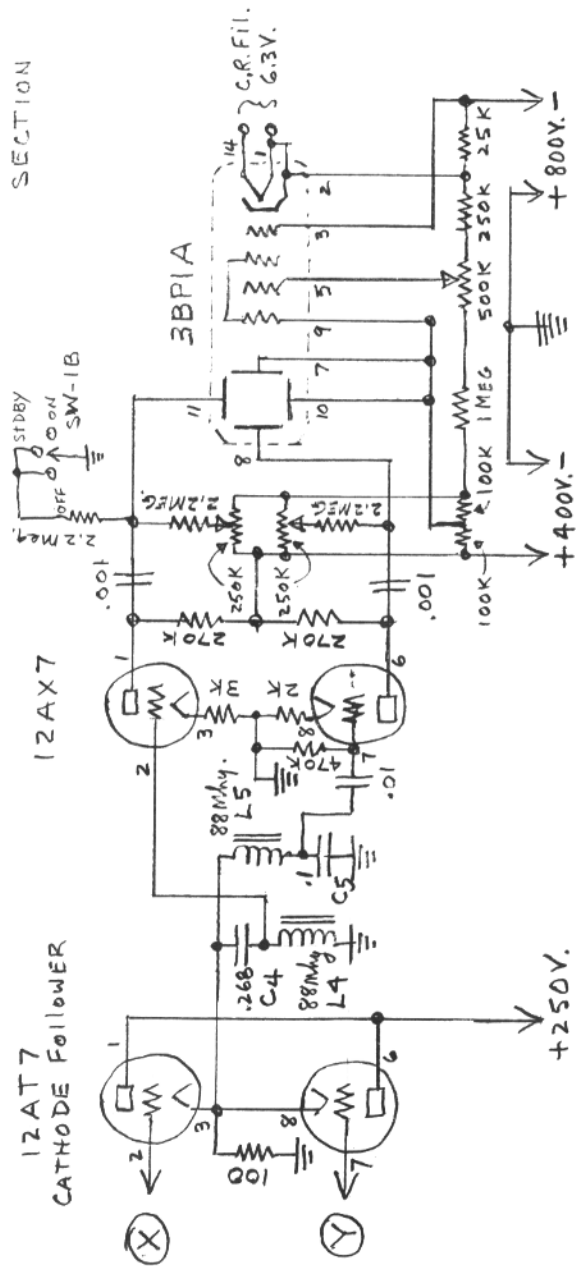 SECTION
12AT7
CATHODE Follower
12AX7
3BP1A
STDBY
OFF
ON
SW-1B
2.2Meg.
.001
C.R.Fil.
6.3V.
14
1
1
2
3
5
9
7
10
11
8
X
2
1
3
100
8
Y
7
6
+250V.
.268
C4
88Mhy
L4
88Mhy.
L5
.1
C5
.01
2
1
3
3K
2K
8
7
6
470K
270K
270K
250K
250K
2.2MEG.
2.2MEG.
.001
100K
100K
1MEG
500K
250K
25K
+400V.-
+800V.-